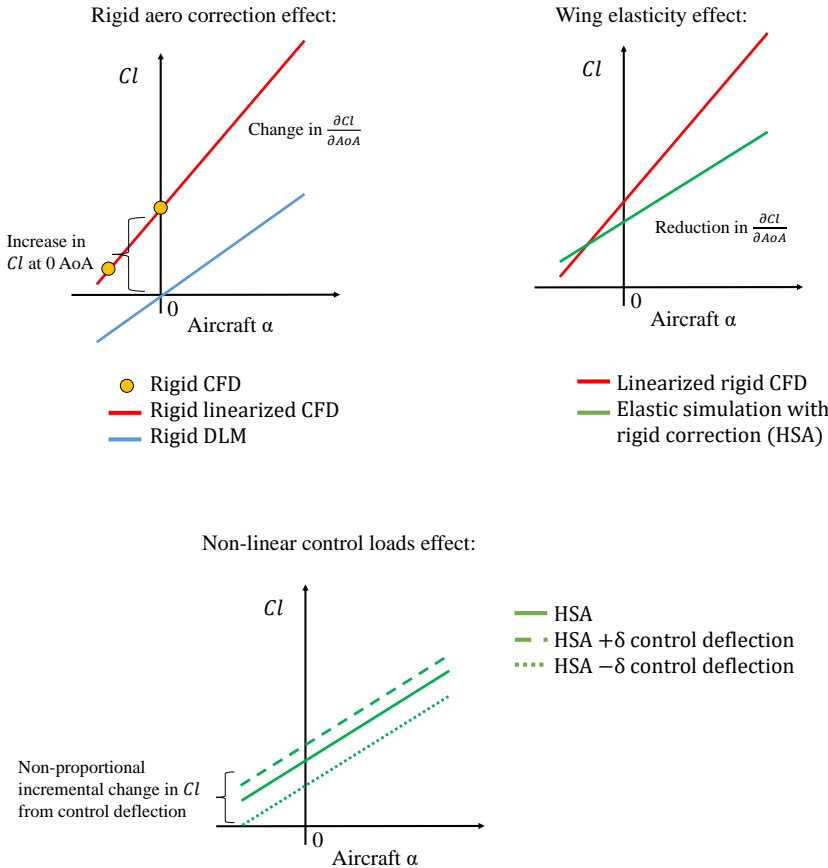 Rigid aero correction effect:
Cl
Change in ∂Cl/∂AoA
Increase in
Cl at 0 AoA
0
Aircraft α
Rigid CFD
Rigid linearized CFD
Rigid DLM
Wing elasticity effect:
Cl
Reduction in ∂Cl/∂AoA
0
Aircraft α
Linearized rigid CFD
Elastic simulation with
rigid correction (HSA)
Non-linear control loads effect:
Cl
HSA
HSA +δ control deflection
HSA −δ control deflection
Non-proportional
incremental change in Cl
from control deflection
0
Aircraft α